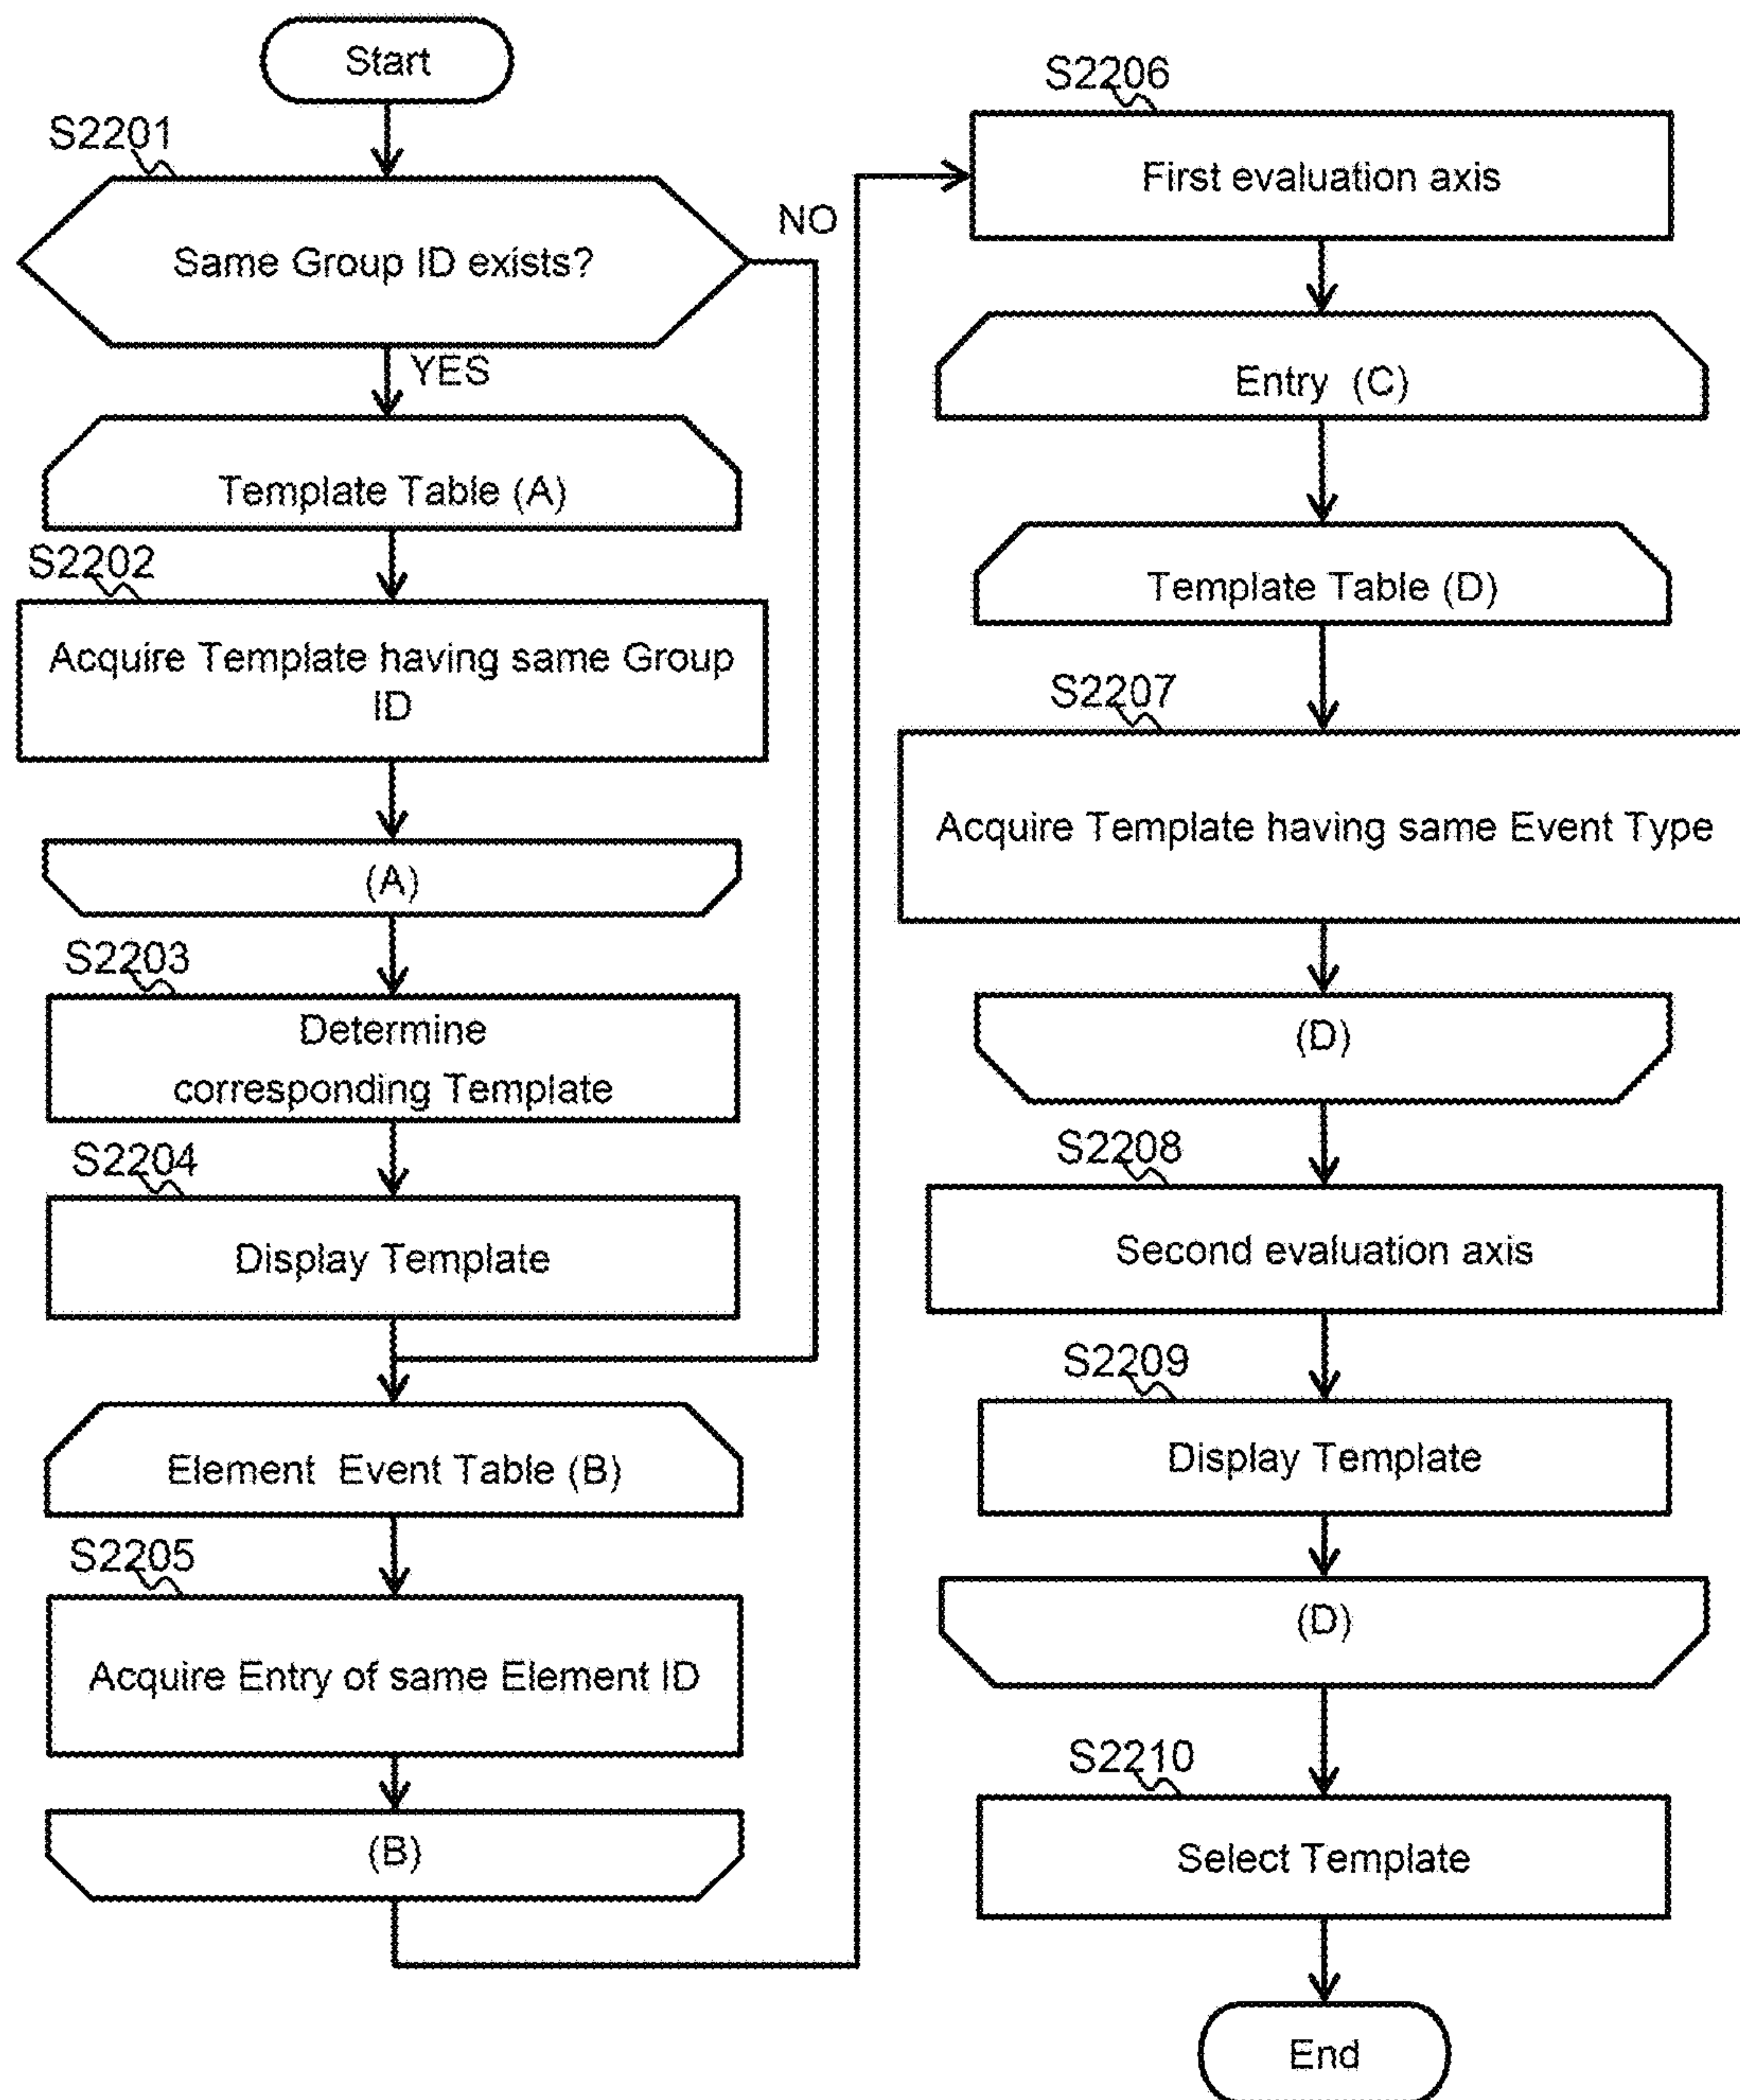 Start
S2201
Same Group ID exists?
NO
YES
Template Table (A)
S2202
Acquire Template having same Group
ID
(A)
S2203
Determine
corresponding Template
S2204
Display Template
Element Event Table (B)
S2205
Acquire Entry of same Element ID
(B)
S2206
First evaluation axis
Entry (C)
Template Table (D)
S2207
Acquire Template having same Event Type
(D)
S2208
Second evaluation axis
S2209
Display Template
(D)
S2210
Select Template
End